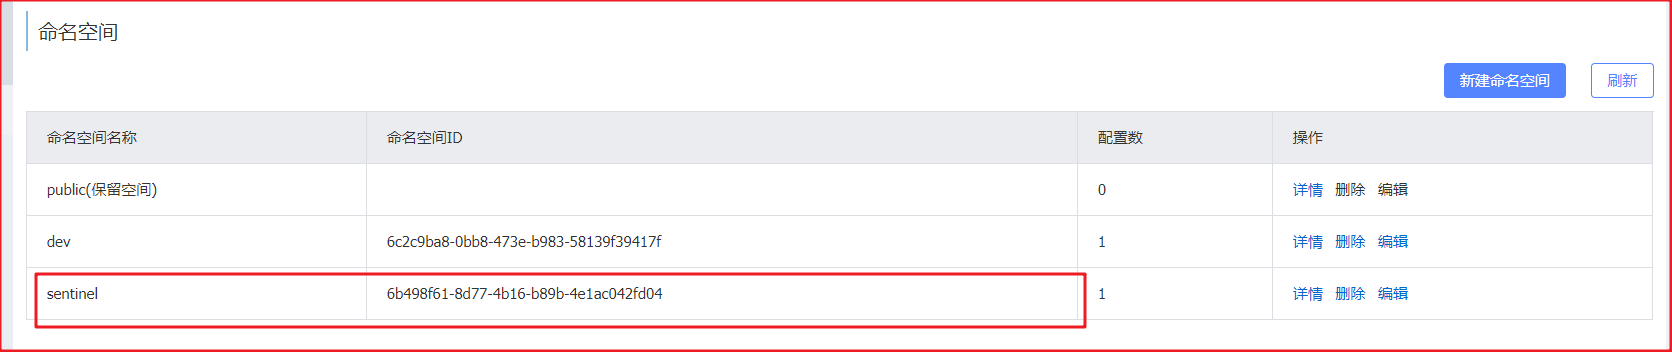 命名空间
新建命名空间 刷新
命名空间名称 命名空间ID 配置数 操作
public(保留空间) 0 详情 删除 编辑
dev 6c2c9ba8-0bb8-473e-b983-58139f39417f 1 详情 删除 编辑
sentinel 6b498f61-8d77-4b16-b89b-4e1ac042fd04 1 详情 删除 编辑